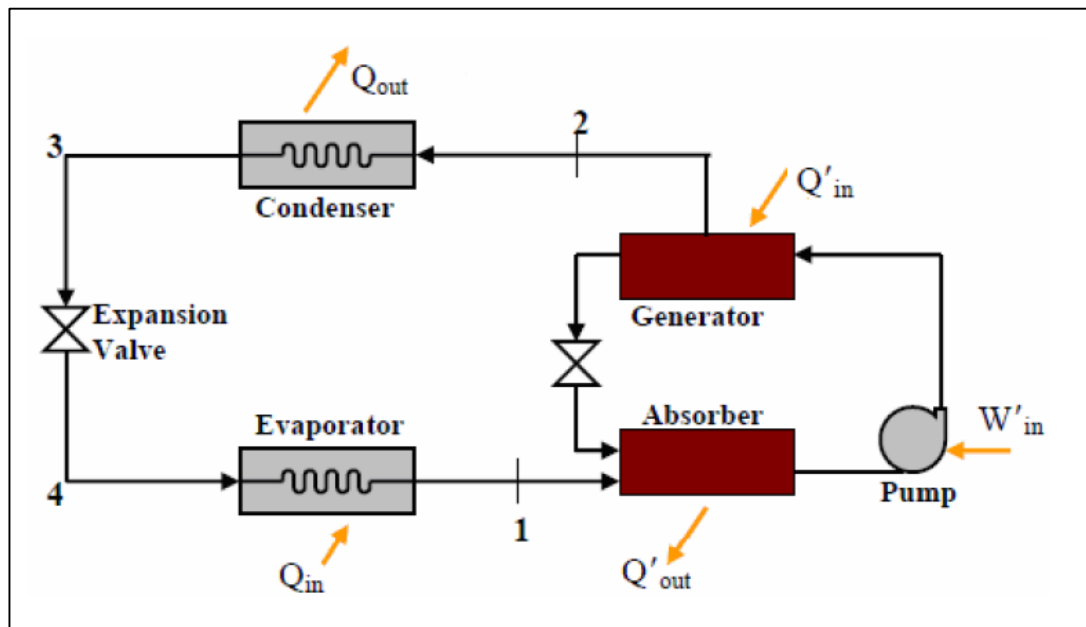 Qout
3
2
Condenser
Q′in
Expansion
Valve
Generator
Evaporator
Absorber
W′in
4
1
Pump
Qin
Q′out